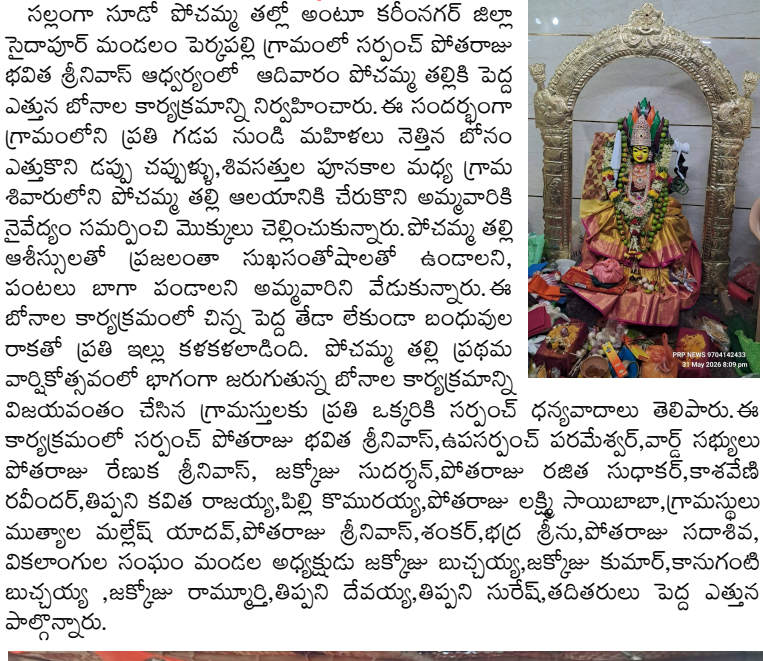 సల్లంగా సూడో పోచమ్మ తల్లో అంటూ కరీంనగర్ జిల్లా
సైదాపూర్ మండలం పెర్కపల్లి గ్రామంలో సర్పంచ్ పోతరాజు
భవిత శ్రీనివాస్ ఆధ్వర్యంలో ఆదివారం పోచమ్మ తల్లికి పెద్ద
ఎత్తున బోనాల కార్యక్రమాన్ని నిర్వహించారు.ఈ సందర్భంగా
గ్రామంలోని ప్రతి గడప నుండి మహిళలు నెత్తిన బోనం
ఎత్తుకొని డప్పు చప్పుళ్ళు,శివసత్తుల పూనకాల మధ్య గ్రామ
శివారులోని పోచమ్మ తల్లి ఆలయానికి చేరుకొని అమ్మవారికి
నైవేద్యం సమర్పించి మొక్కులు చెల్లించుకున్నారు.పోచమ్మ తల్లి
ఆశీస్సులతో ప్రజలంతా సుఖసంతోషాలతో ఉండాలని,
పంటలు బాగా పండాలని అమ్మవారిని వేడుకున్నారు.ఈ
బోనాల కార్యక్రమంలో చిన్న పెద్ద తేడా లేకుండా బంధువుల
రాకతో ప్రతి ఇల్లు కళకళలాడింది. పోచమ్మ తల్లి ప్రథమ
వార్షికోత్సవంలో భాగంగా జరుగుతున్న బోనాల కార్యక్రమాన్ని
విజయవంతం చేసిన గ్రామస్తులకు ప్రతి ఒక్కరికి సర్పంచ్ ధన్యవాదాలు తెలిపారు.ఈ
కార్యక్రమంలో సర్పంచ్ పోతరాజు భవిత శ్రీనివాస్,ఉపసర్పంచ్ పరమేశ్వర్,వార్డ్ సభ్యులు
పోతరాజు రేణుక శ్రీనివాస్, జక్కోజు సుదర్శన్,పోతరాజు రజిత సుధాకర్,కాశవేణి
రవీందర్,తిప్పని కవిత రాజయ్య,పిల్లి కొమురయ్య,పోతరాజు లక్ష్మి సాయిబాబా,గ్రామస్థులు
ముత్యాల మల్లేష్ యాదవ్,పోతరాజు శ్రీనివాస్,శంకర్,భద్ర శ్రీను,పోతరాజు సదాశివ,
వికలాంగుల సంఘం మండల అధ్యక్షుడు జక్కోజు బుచ్చయ్య,జక్కోజు కుమార్,కానుగంటి
బుచ్చయ్య ,జక్కోజు రామ్మూర్తి,తిప్పని దేవయ్య,తిప్పని సురేష్,తదితరులు పెద్ద ఎత్తున
పాల్గొన్నారు.
PRP NEWS 9704142433
31 May 2026 8:09 pm